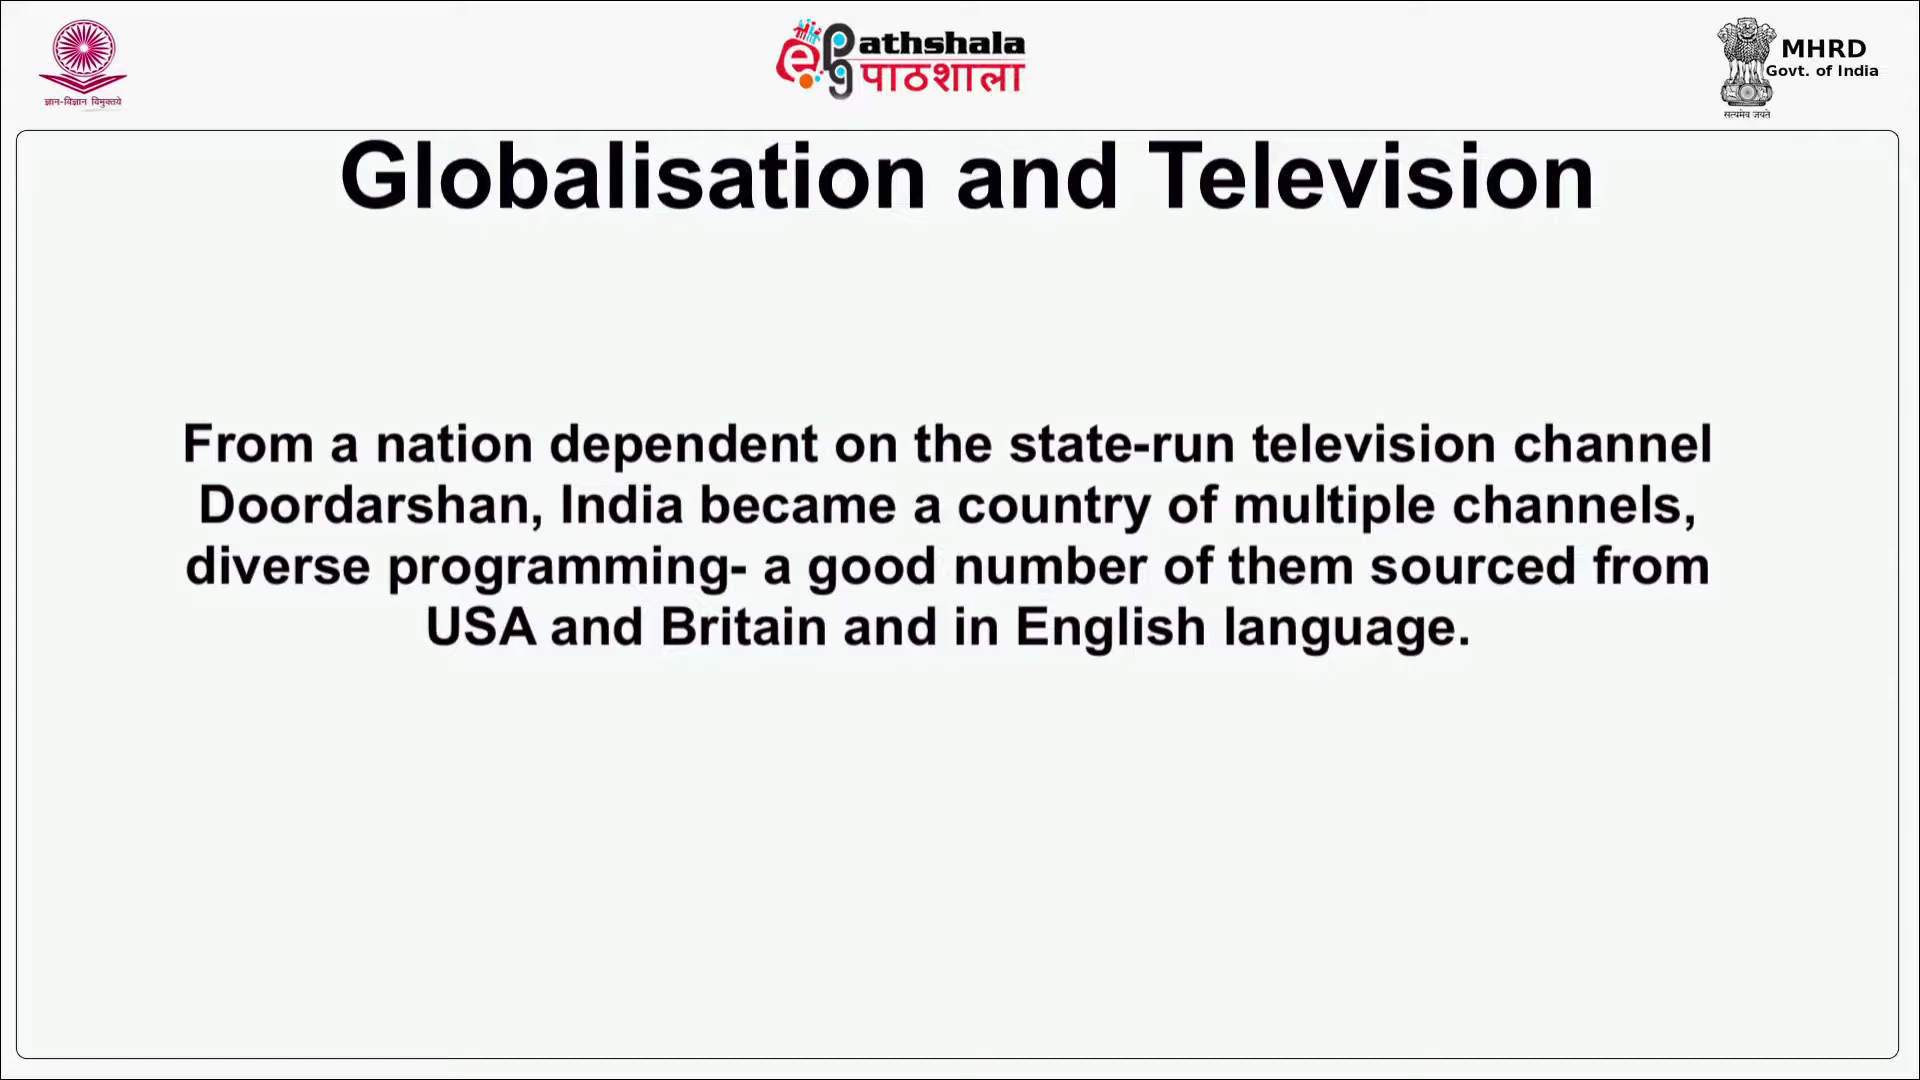 ज्ञान-विज्ञान विमुक्तये
ePG Pathshala
पाठशाला
MHRD
Govt. of India
सत्यमेव जयते
Globalisation and Television
From a nation dependent on the state-run television channel
Doordarshan, India became a country of multiple channels,
diverse programming- a good number of them sourced from
USA and Britain and in English language.